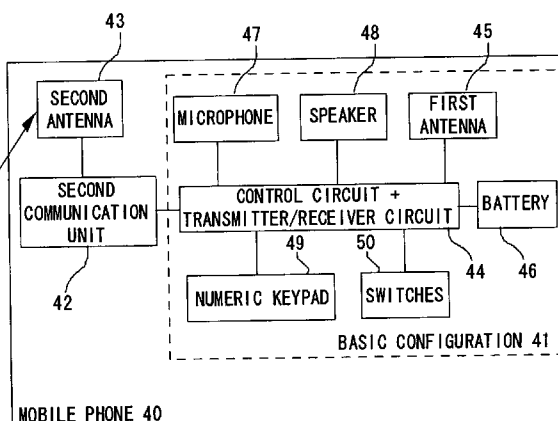 43
47
48
45
SECOND
ANTENNA
MICROPHONE
SPEAKER
FIRST
ANTENNA
SECOND
COMMUNICATION
UNIT
CONTROL CIRCUIT +
TRANSMITTER/RECEIVER CIRCUIT
BATTERY
42
49
50
44
46
NUMERIC KEYPAD
SWITCHES
BASIC CONFIGURATION 41
MOBILE PHONE 40